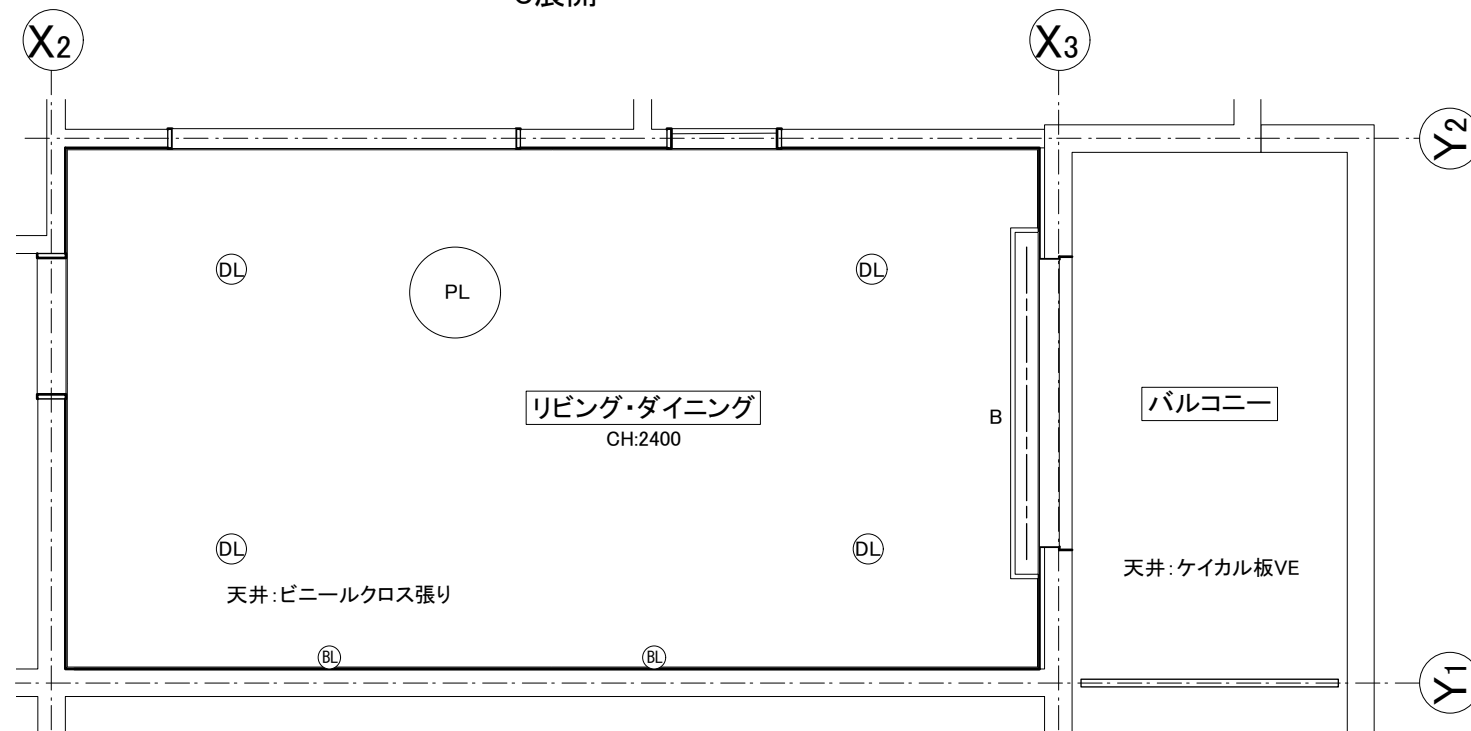 X2
X3
Y2
DL
DL
PL
リビング・ダイニング
CH:2400
B
バルコニー
DL
DL
天井:ケイカル板VE
天井:ビニールクロス張り
BL
BL
Y1